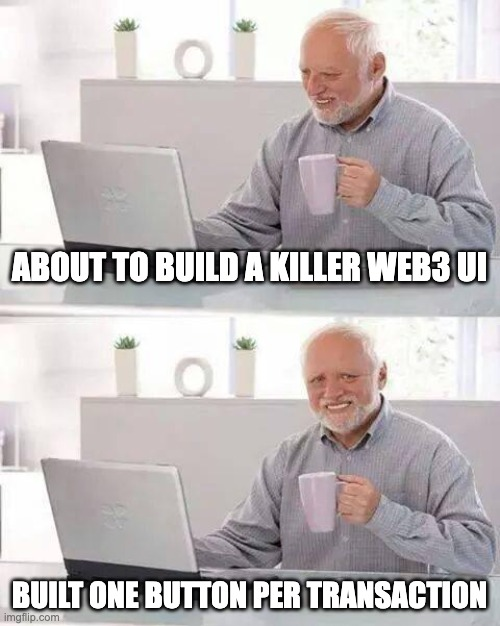 ABOUT TO BUILD A KILLER WEB3 UI
BUILT ONE BUTTON PER TRANSACTION
imgflip.com